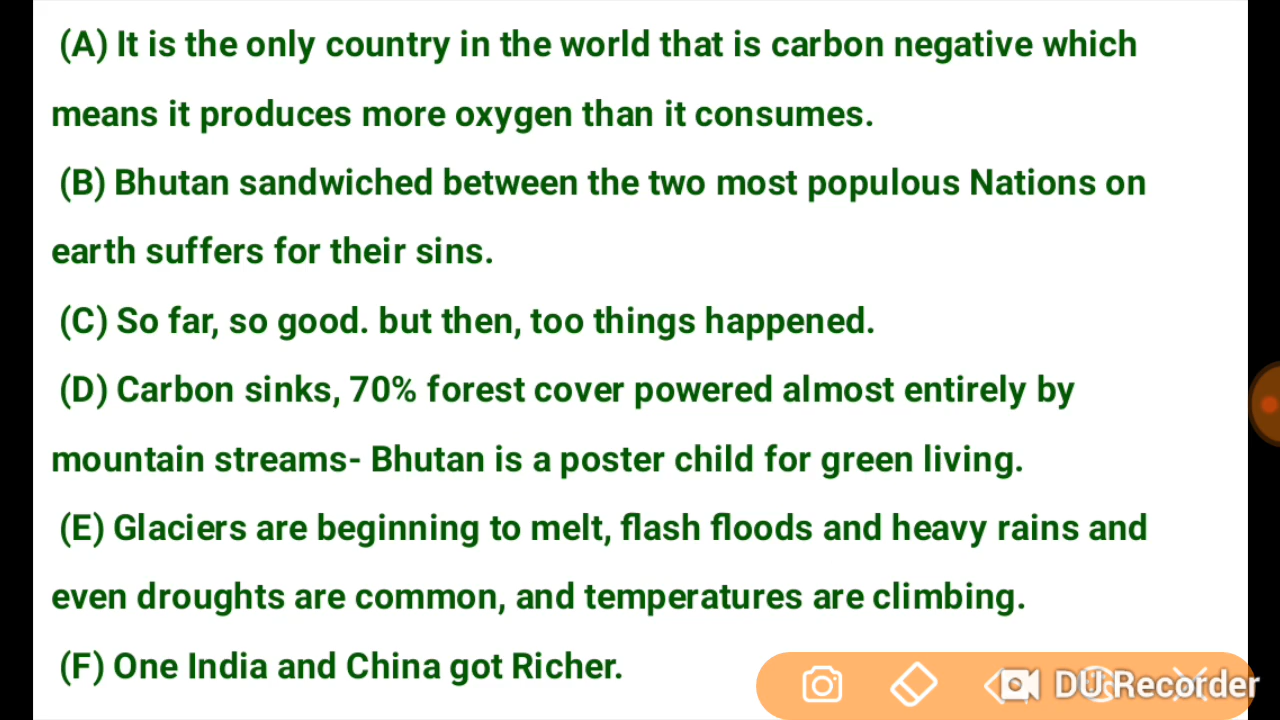 (A) It is the only country in the world that is carbon negative which
means it produces more oxygen than it consumes.
(B) Bhutan sandwiched between the two most populous Nations on
earth suffers for their sins.
(C) So far, so good. but then, too things happened.
(D) Carbon sinks, 70% forest cover powered almost entirely by
mountain streams- Bhutan is a poster child for green living.
(E) Glaciers are beginning to melt, flash floods and heavy rains and
even droughts are common, and temperatures are climbing.
(F) One India and China got Richer.
DU Recorder